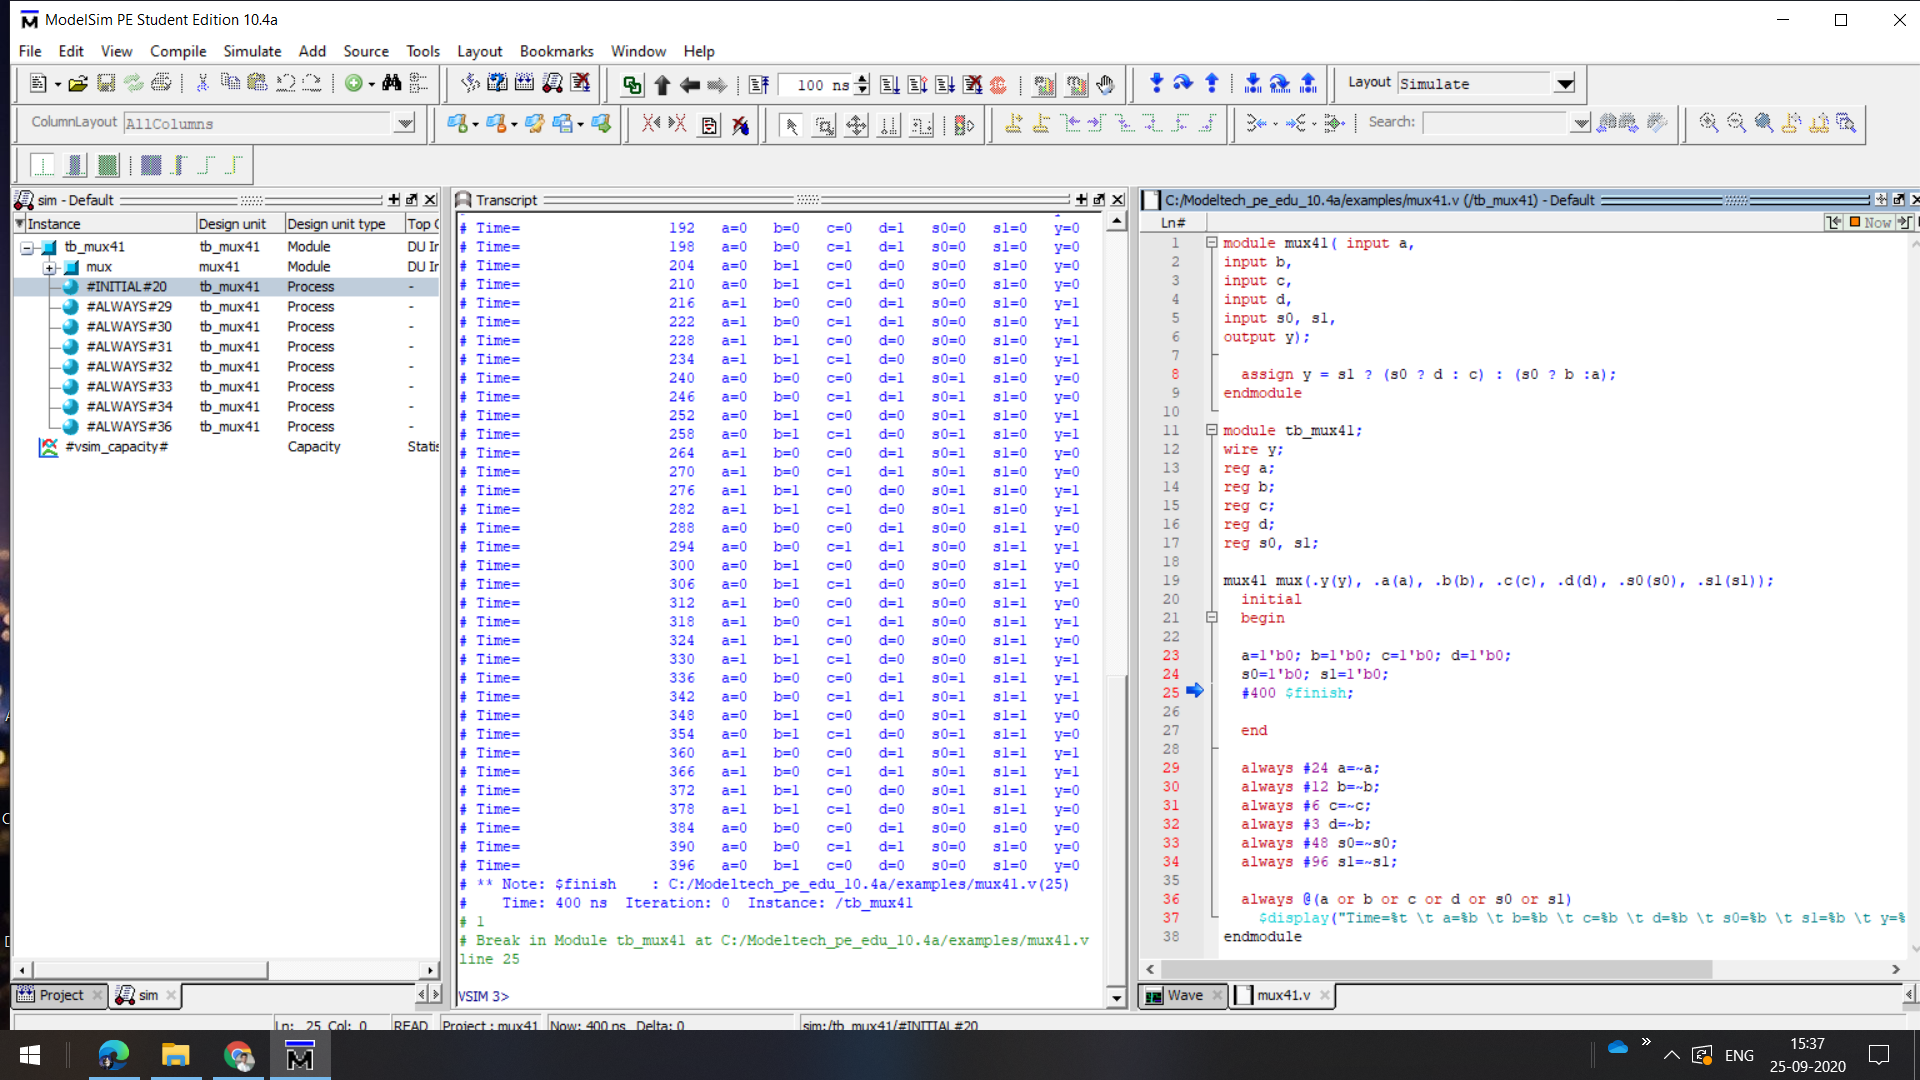 ModelSim PE Student Edition 10.4a
File Edit View Compile Simulate Add Source Tools Layout Bookmarks Window Help
100 ns
Layout Simulate
ColumnLayout AllColumns
Search:
sim - Default
Instance Design unit Design unit type Top C
tb_mux41 tb_mux41 Module DU Ir
mux mux41 Module DU Ir
#INITIAL#20 tb_mux41 Process -
#ALWAYS#29 tb_mux41 Process -
#ALWAYS#30 tb_mux41 Process -
#ALWAYS#31 tb_mux41 Process -
#ALWAYS#32 tb_mux41 Process -
#ALWAYS#33 tb_mux41 Process -
#ALWAYS#34 tb_mux41 Process -
#ALWAYS#36 tb_mux41 Process -
#vsim_capacity# Capacity Statis
Project sim
Transcript
# Time= 192 a=0 b=0 c=0 d=1 s0=0 s1=0 y=0
# Time= 198 a=0 b=0 c=1 d=1 s0=0 s1=0 y=0
# Time= 204 a=0 b=1 c=0 d=0 s0=0 s1=0 y=0
# Time= 210 a=0 b=1 c=1 d=0 s0=0 s1=0 y=0
# Time= 216 a=1 b=0 c=0 d=1 s0=0 s1=0 y=1
# Time= 222 a=1 b=0 c=1 d=1 s0=0 s1=0 y=1
# Time= 228 a=1 b=1 c=0 d=0 s0=0 s1=0 y=1
# Time= 234 a=1 b=1 c=1 d=0 s0=0 s1=0 y=1
# Time= 240 a=0 b=0 c=0 d=1 s0=1 s1=0 y=0
# Time= 246 a=0 b=0 c=1 d=1 s0=1 s1=0 y=0
# Time= 252 a=0 b=1 c=0 d=0 s0=1 s1=0 y=1
# Time= 258 a=0 b=1 c=1 d=0 s0=1 s1=0 y=1
# Time= 264 a=1 b=0 c=0 d=1 s0=1 s1=0 y=0
# Time= 270 a=1 b=0 c=1 d=1 s0=1 s1=0 y=0
# Time= 276 a=1 b=1 c=0 d=0 s0=1 s1=0 y=1
# Time= 282 a=1 b=1 c=1 d=0 s0=1 s1=0 y=1
# Time= 288 a=0 b=0 c=0 d=1 s0=0 s1=1 y=0
# Time= 294 a=0 b=0 c=1 d=1 s0=0 s1=1 y=1
# Time= 300 a=0 b=1 c=0 d=0 s0=0 s1=1 y=0
# Time= 306 a=0 b=1 c=1 d=0 s0=0 s1=1 y=1
# Time= 312 a=1 b=0 c=0 d=1 s0=0 s1=1 y=0
# Time= 318 a=1 b=0 c=1 d=1 s0=0 s1=1 y=1
# Time= 324 a=1 b=1 c=0 d=0 s0=0 s1=1 y=0
# Time= 330 a=1 b=1 c=1 d=0 s0=0 s1=1 y=1
# Time= 336 a=0 b=0 c=0 d=1 s0=1 s1=1 y=1
# Time= 342 a=0 b=0 c=1 d=1 s0=1 s1=1 y=1
# Time= 348 a=0 b=1 c=0 d=0 s0=1 s1=1 y=0
# Time= 354 a=0 b=1 c=1 d=0 s0=1 s1=1 y=0
# Time= 360 a=1 b=0 c=0 d=1 s0=1 s1=1 y=1
# Time= 366 a=1 b=0 c=1 d=1 s0=1 s1=1 y=1
# Time= 372 a=1 b=1 c=0 d=0 s0=1 s1=1 y=0
# Time= 378 a=1 b=1 c=1 d=0 s0=1 s1=1 y=0
# Time= 384 a=0 b=0 c=0 d=1 s0=0 s1=0 y=0
# Time= 390 a=0 b=0 c=1 d=1 s0=0 s1=0 y=0
# Time= 396 a=0 b=1 c=0 d=0 s0=0 s1=0 y=0
# ** Note: $finish : C:/Modeltech_pe_edu_10.4a/examples/mux41.v(25)
# Time: 400 ns Iteration: 0 Instance: /tb_mux41
# 1
# Break in Module tb_mux41 at C:/Modeltech_pe_edu_10.4a/examples/mux41.v
line 25
VSIM 3>
C:/Modeltech_pe_edu_10.4a/examples/mux41.v (/tb_mux41) - Default
Ln# Now
1 module mux41( input a,
2 input b,
3 input c,
4 input d,
5 input s0, s1,
6 output y);
7
8 assign y = s1 ? (s0 ? d : c) : (s0 ? b :a);
9 endmodule
10
11 module tb_mux41;
12 wire y;
13 reg a;
14 reg b;
15 reg c;
16 reg d;
17 reg s0, s1;
18
19 mux41 mux(.y(y), .a(a), .b(b), .c(c), .d(d), .s0(s0), .s1(s1));
20 initial
21 begin
22
23 a=1'b0; b=1'b0; c=1'b0; d=1'b0;
24 s0=1'b0; s1=1'b0;
25 #400 $finish;
26
27 end
28
29 always #24 a=~a;
30 always #12 b=~b;
31 always #6 c=~c;
32 always #3 d=~b;
33 always #48 s0=~s0;
34 always #96 s1=~s1;
35
36 always @(a or b or c or d or s0 or s1)
37 $display("Time=%t \t a=%b \t b=%b \t c=%b \t d=%b \t s0=%b \t s1=%b \t y=%
38 endmodule
Wave mux41.v
Ln: 25 Col: 0 READ Project : mux41 Now: 400 ns Delta: 0 sim:/tb_mux41/#INITIAL#20
ENG
15:37
25-09-2020